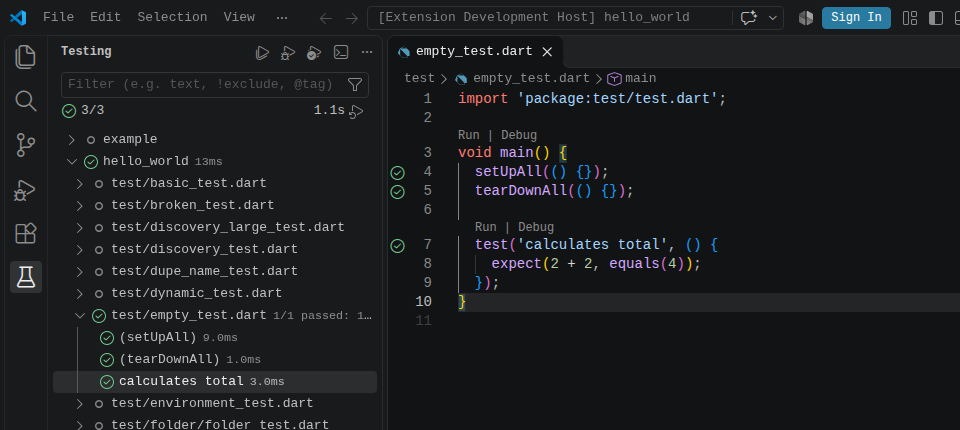 File Edit Selection View ··· [Extension Development Host] hello_world Sign In
Testing
Filter (e.g. text, !exclude, @tag)
3/3 1.1s
example
hello_world 13ms
test/basic_test.dart
test/broken_test.dart
test/discovery_large_test.dart
test/discovery_test.dart
test/dupe_name_test.dart
test/dynamic_test.dart
test/empty_test.dart 1/1 passed: 1…
(setUpAll) 9.0ms
(tearDownAll) 1.0ms
calculates total 3.0ms
test/environment_test.dart
test/folder/folder_test.dart
empty_test.dart
test > empty_test.dart > main
1 import 'package:test/test.dart';
2
Run | Debug
3 void main() {
4 setUpAll(() {});
5 tearDownAll(() {});
6
Run | Debug
7 test('calculates total', () {
8 expect(2 + 2, equals(4));
9 });
10 }
11